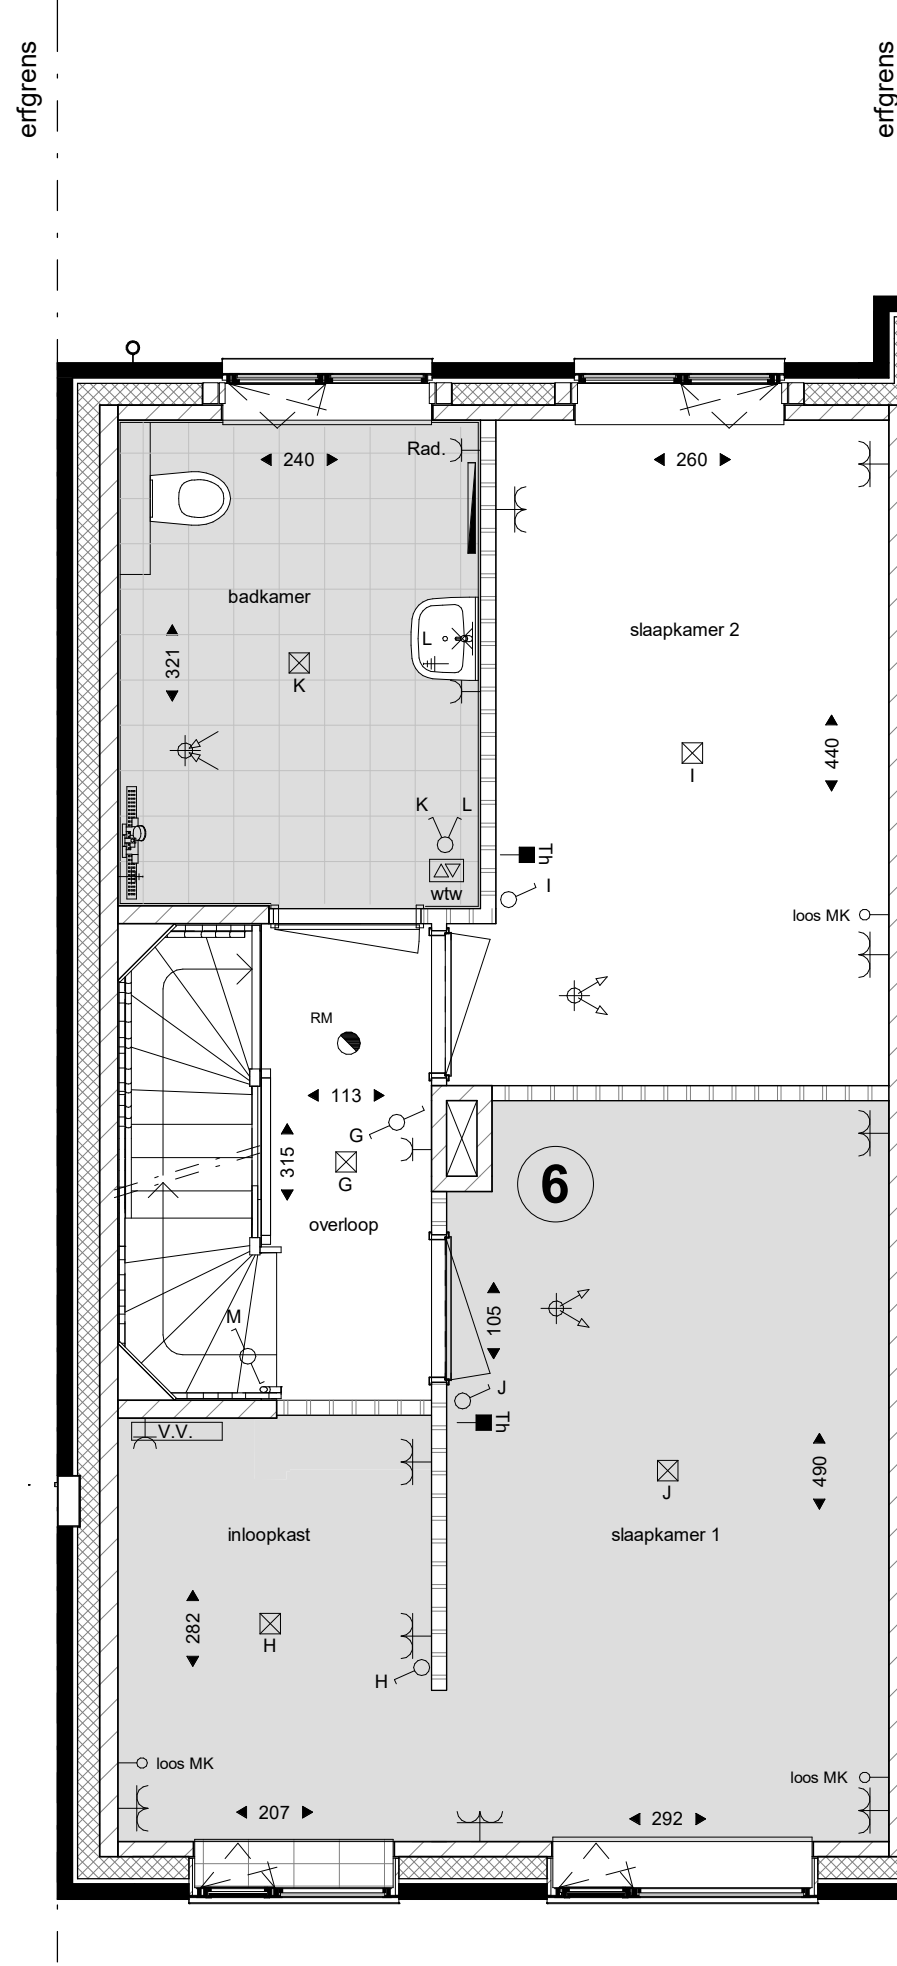 erfgrens
erfgrens
Rad.
240
260
badkamer
slaapkamer 2
L
321
K
440
I
K
L
wtw
Th
I
loos MK
RM
113
G
315
G
6
overloop
105
M
J
Th
V.V.
490
J
inloopkast
slaapkamer 1
282
H
H
loos MK
loos MK
207
292